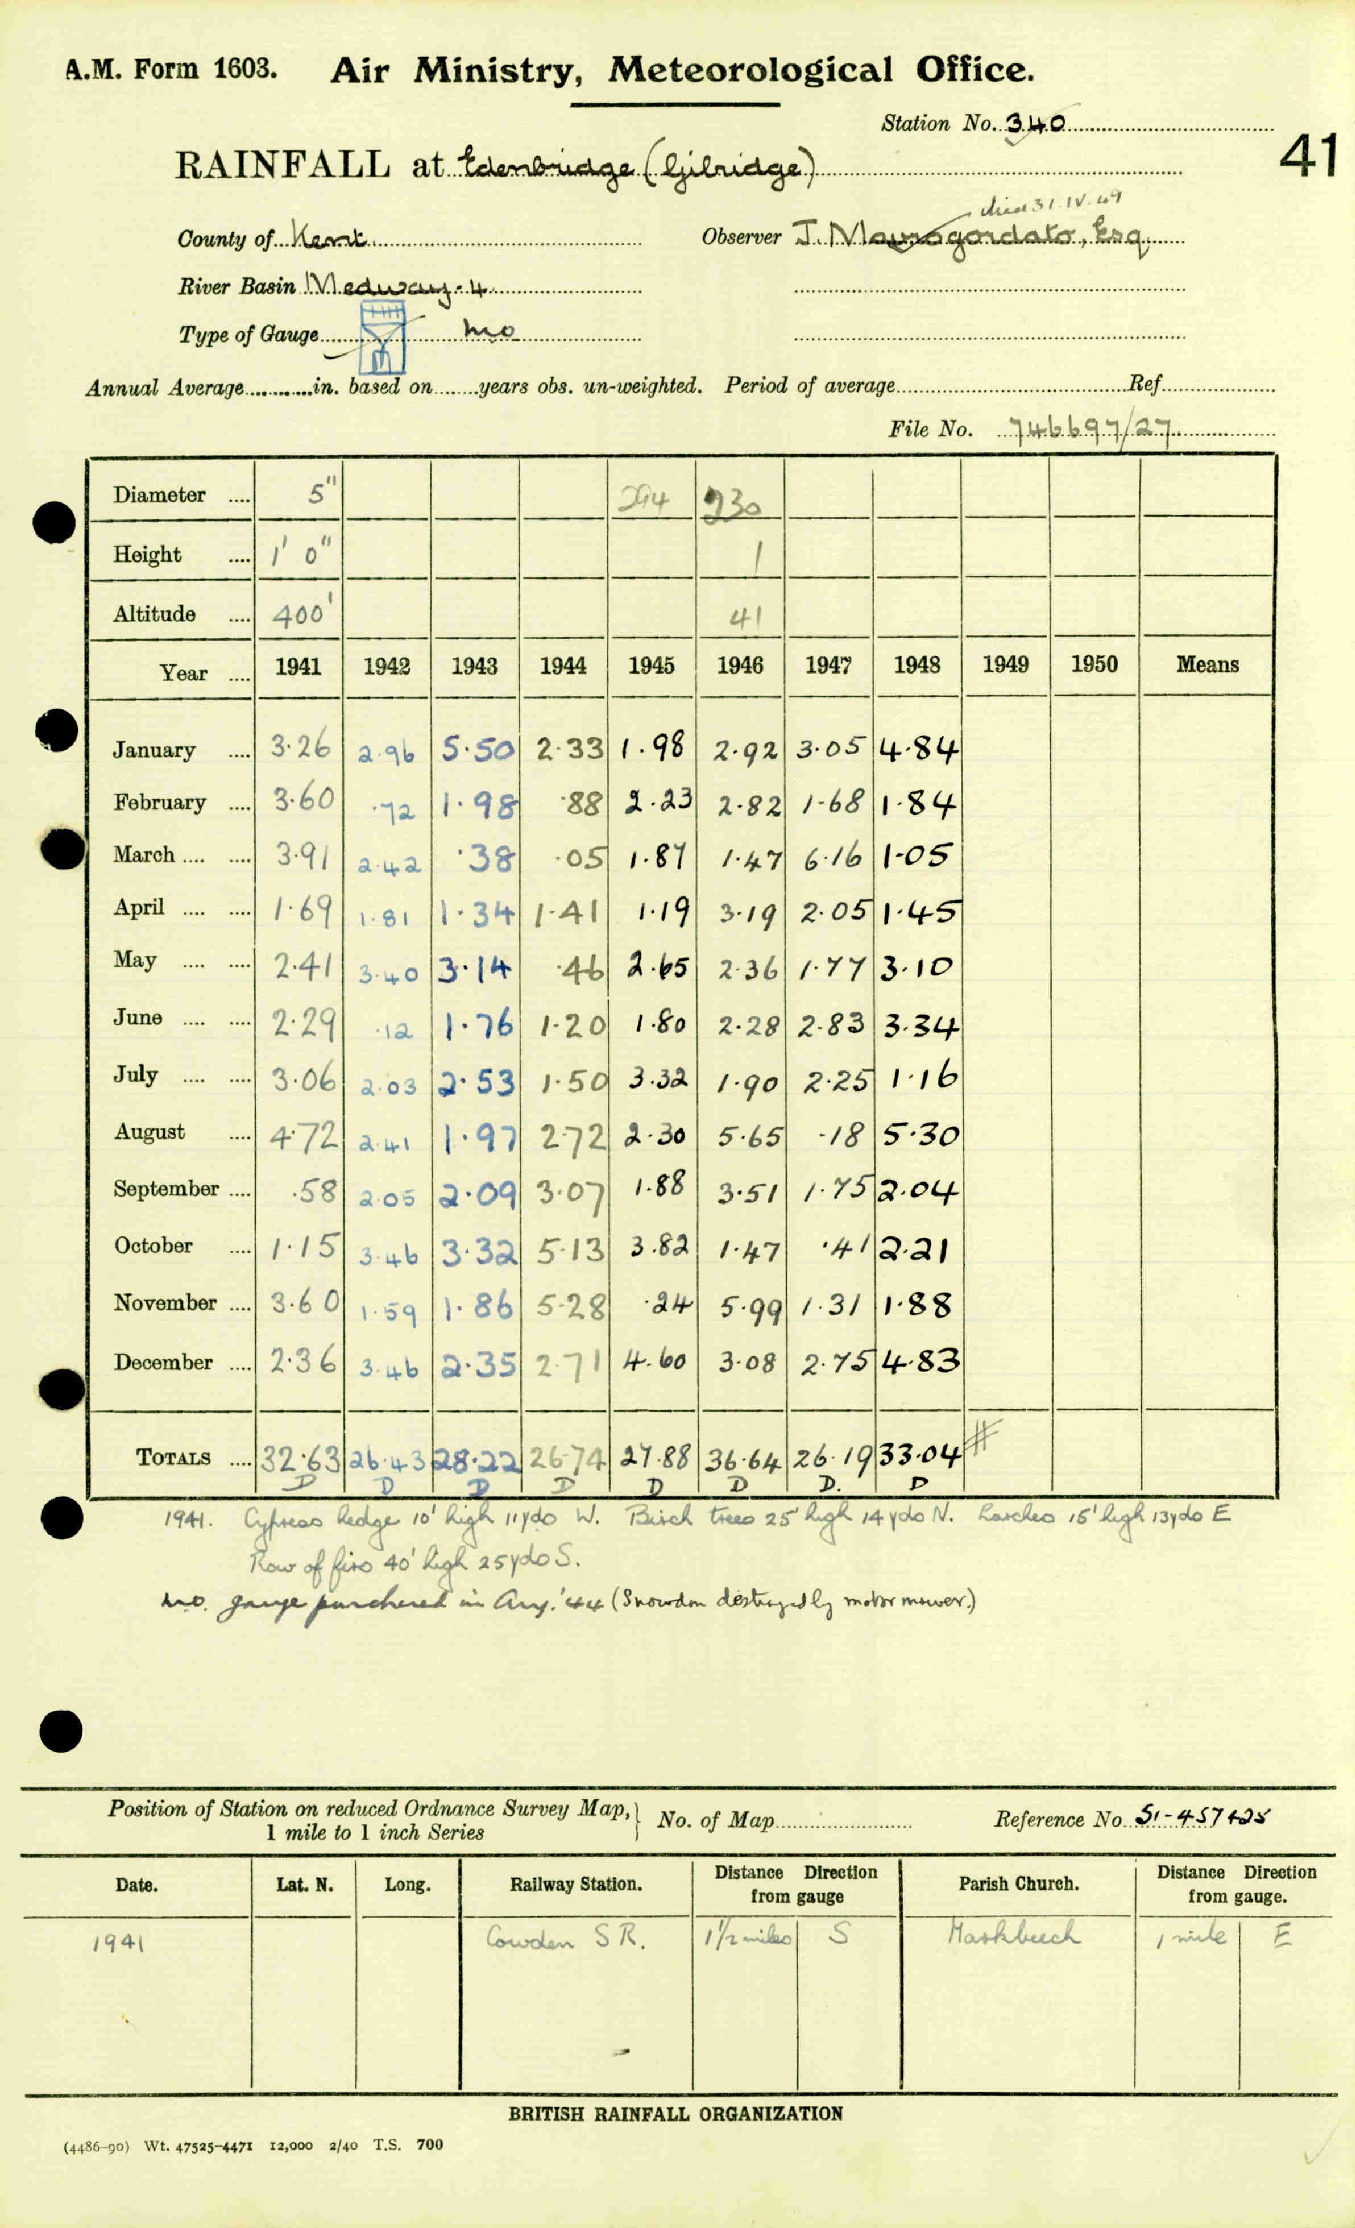 A.M. Form 1603. Air Ministry, Meteorological Office.
Station No. 340
41
RAINFALL at Edenbridge (Gilridge)
died 31.IV.49
County of Kent Observer J. Mavrogordato, Esq.
River Basin Medway. 4
Type of Gauge MO
Annual Average in. based on years obs. un-weighted. Period of average Ref
File No. 746697/27
Diameter .... 5" 294 230
Height .... 1' 0" 1
Altitude .... 400' 41
Year .... 1941 1942 1943 1944 1945 1946 1947 1948 1949 1950 Means
January .... 3.26 2.96 5.50 2.33 1.98 2.92 3.05 4.84
February .... 3.60 .72 1.98 .88 2.23 2.82 1.68 1.84
March .... .... 3.91 2.42 .38 .05 1.87 1.47 6.16 1.05
April .... .... 1.69 1.81 1.34 1.41 1.19 3.19 2.05 1.45
May .... .... 2.41 3.40 3.14 .46 2.65 2.36 1.77 3.10
June .... .... 2.29 .12 1.76 1.20 1.80 2.28 2.83 3.34
July .... .... 3.06 2.03 2.53 1.50 3.32 1.90 2.25 1.16
August .... 4.72 2.41 1.97 2.72 2.30 5.65 .18 5.30
September .... .58 2.05 2.09 3.07 1.88 3.51 1.75 2.04
October .... 1.15 3.46 3.32 5.13 3.82 1.47 .41 2.21
November .... 3.60 1.59 1.86 5.28 .24 5.99 1.31 1.88
December .... 2.36 3.46 2.35 2.71 4.60 3.08 2.75 4.83
TOTALS .... 32.63 26.43 28.22 26.74 27.88 36.64 26.19 33.04 #
D D D D D D D. D
1941. Cypress hedge 10' high 11yds W. Birch trees 25' high 14yds N. Larches 15' high 13yds E
Row of firs 40' high 25yds S.
M.O. gauge purchased in Aug. '44 (Snowdon destroyed by motor mower.)
Position of Station on reduced Ordnance Survey Map, 1 mile to 1 inch Series No. of Map Reference No. 51-457425
Date. Lat. N. Long. Railway Station. Distance Direction from gauge Parish Church. Distance Direction from gauge.
1941 Cowden S R. 1 1/2 miles S Markbeech 1 mile E
BRITISH RAINFALL ORGANIZATION
(4486-90) Wt. 47525-4471 12,000 2/40 T.S. 700